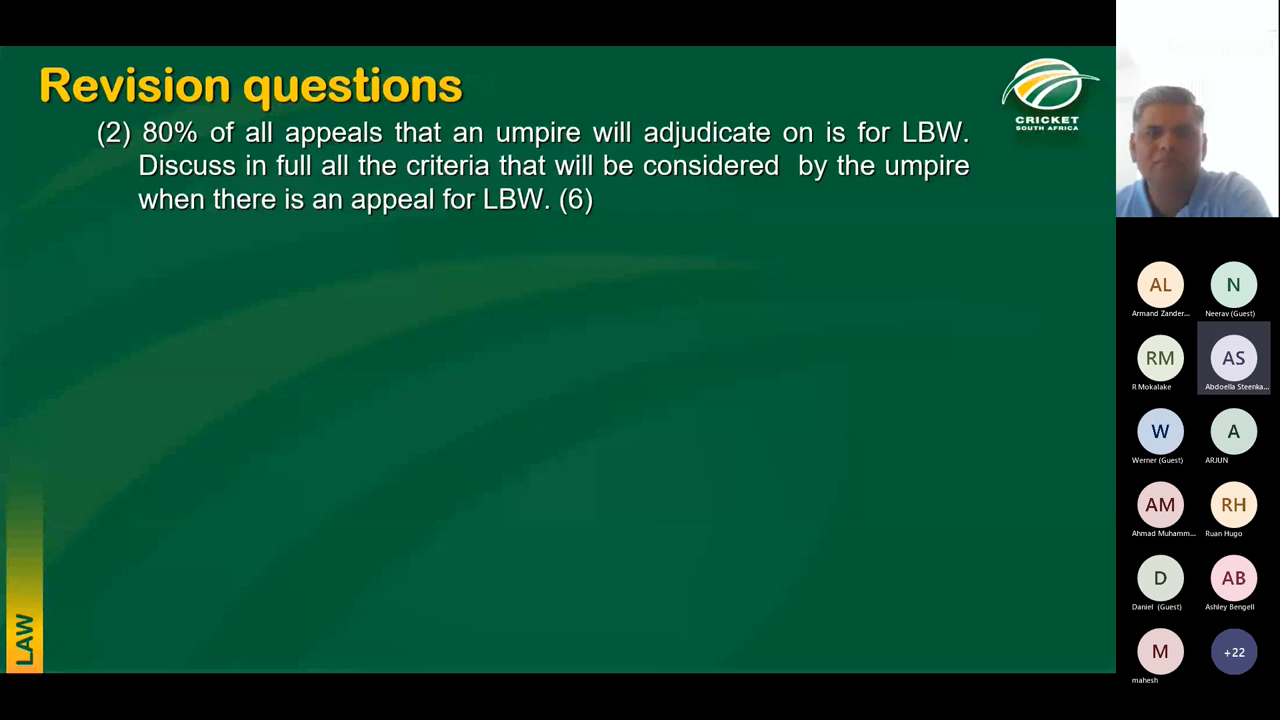 Revision questions
(2) 80% of all appeals that an umpire will adjudicate on is for LBW.
Discuss in full all the criteria that will be considered by the umpire
when there is an appeal for LBW. (6)
CRICKET
SOUTH AFRICA
LAW
AL
Armand Zander...
N
Neerav (Guest)
RM
R Mokalake
AS
Abdoella Steenka...
W
Werner (Guest)
A
ARJUN
AM
Ahmad Muhamm...
RH
Ruan Hugo
D
Daniel (Guest)
AB
Ashley Bengell
M
mahesh
+22